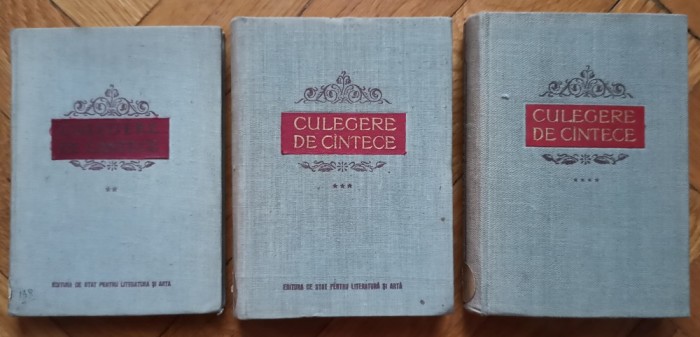 **
EDITURA DE STAT PENTRU LITERATURĂ ȘI ARTĂ
CULEGERE
DE CÎNTECE
***
EDITURA DE STAT PENTRU LITERATURĂ ȘI ARTĂ
CULEGERE
DE CÎNTECE
****